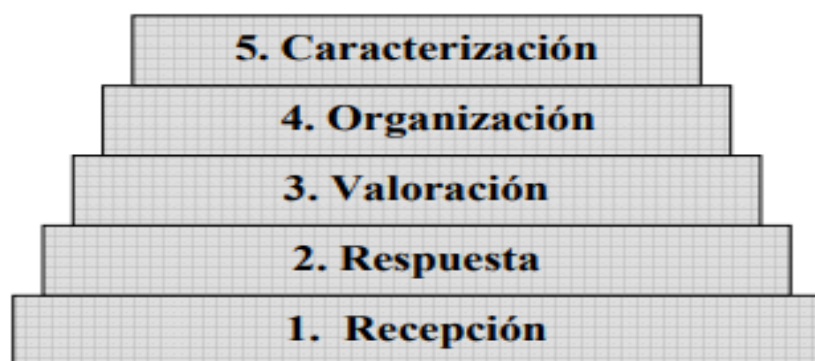 5. Caracterización
4. Organización
3. Valoración
2. Respuesta
1. Recepción